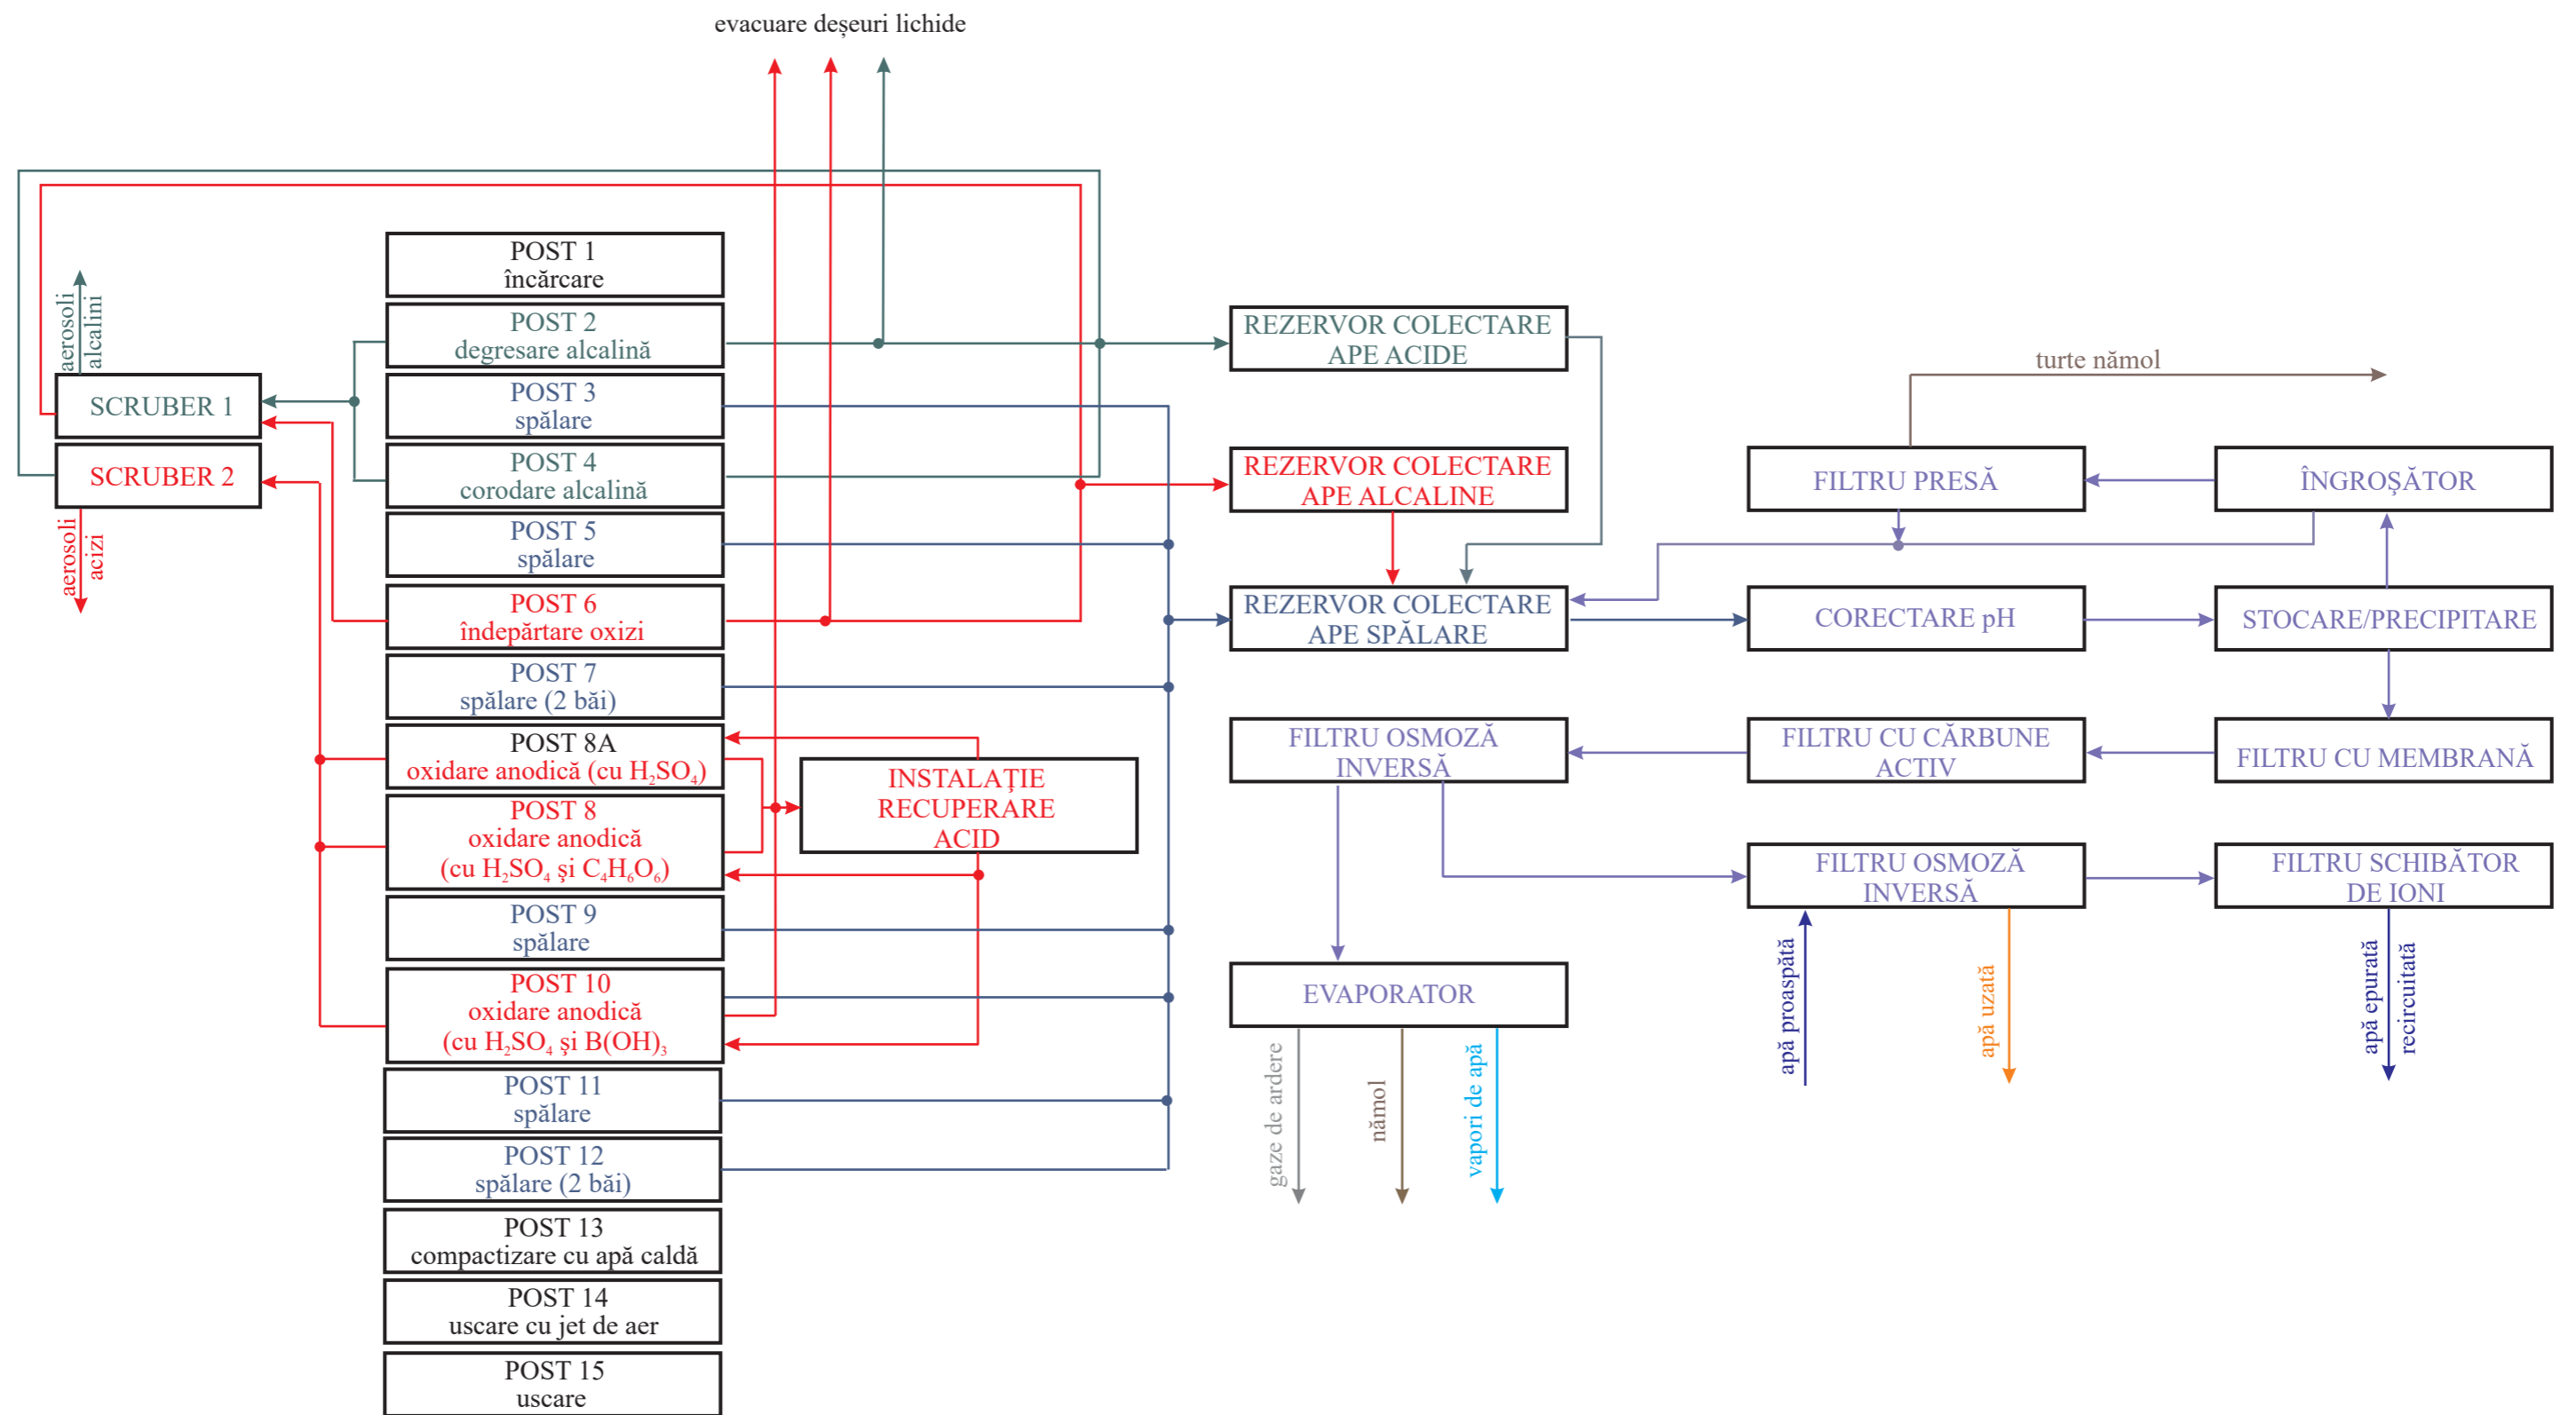 evacuare deșeuri lichide
aerosoli
alcalini
SCRUBER 1
SCRUBER 2
aerosoli
acizi
POST 1
încărcare
POST 2
degresare alcalină
POST 3
spălare
POST 4
corodare alcalină
POST 5
spălare
POST 6
îndepărtare oxizi
POST 7
spălare (2 băi)
POST 8A
oxidare anodică (cu H₂SO₄)
POST 8
oxidare anodică
(cu H₂SO₄ şi C₄H₆O₆)
POST 9
spălare
POST 10
oxidare anodică
(cu H₂SO₄ şi B(OH)₃
POST 11
spălare
POST 12
spălare (2 băi)
POST 13
compactizare cu apă caldă
POST 14
uscare cu jet de aer
POST 15
uscare
INSTALAŢIE
RECUPERARE
ACID
REZERVOR COLECTARE
APE ACIDE
REZERVOR COLECTARE
APE ALCALINE
REZERVOR COLECTARE
APE SPĂLARE
turte nămol
FILTRU PRESĂ
ÎNGROŞĂTOR
CORECTARE pH
STOCARE/PRECIPITARE
FILTRU OSMOZĂ
INVERSĂ
FILTRU CU CĂRBUNE
ACTIV
FILTRU CU MEMBRANĂ
FILTRU OSMOZĂ
INVERSĂ
FILTRU SCHIBĂTOR
DE IONI
EVAPORATOR
gaze de ardere
nămol
vapori de apă
apă proaspătă
apă uzată
apă epurată
recircuitată